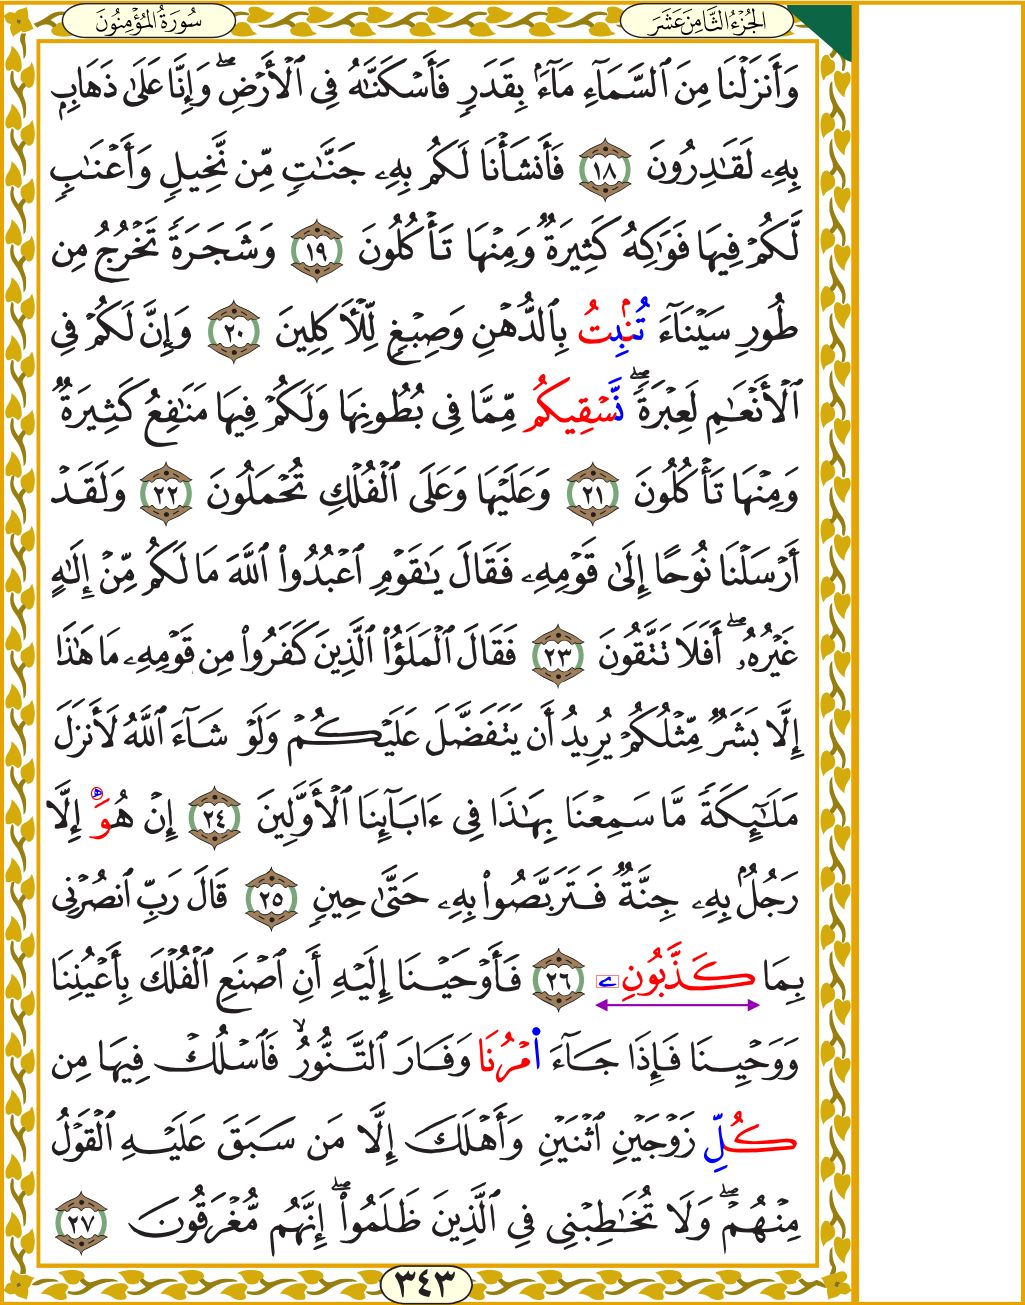 الجُزْءُ الثَّامِنَ عَشَرَ
سُورَةُ المُؤْمِنُونَ
وَأَنزَلْنَا مِنَ ٱلسَّمَآءِ مَآءَۢ بِقَدَرٖ فَأَسْكَنَّٰهُ فِى ٱلْأَرْضِۖ وَإِنَّا عَلَىٰ ذَهَابِۭ
بِهِۦ لَقَٰدِرُونَ ١٨ فَأَنشَأْنَا لَكُم بِهِۦ جَنَّٰتٖ مِّن نَّخِيلٖ وَأَعْنَٰبٖ
لَّكُمْ فِيهَا فَوَٰكِهُ كَثِيرَةٞ وَمِنْهَا تَأْكُلُونَ ١٩ وَشَجَرَةٗ تَخْرُجُ مِن
طُورِ سَيْنَآءَ تُنۢبِتُ بِٱلدُّهْنِ وَصِبْغٖ لِّلْأَكِلِينَ ٢٠ وَإِنَّ لَكُمْ فِى
ٱلْأَنْعَٰمِ لَعِبْرَةٗۖ نَّسْقِيكُم مِّمَّا فِى بُطُونِهَا وَلَكُمْ فِيهَا مَنَٰفِعُ كَثِيرَةٞ
وَمِنْهَا تَأْكُلُونَ ٢١ وَعَلَيْهَا وَعَلَى ٱلْفُلْكِ تُحْمَلُونَ ٢٢ وَلَقَدْ
أَرْسَلْنَا نُوحًا إِلَىٰ قَوْمِهِۦ فَقَالَ يَٰقَوْمِ ٱعْبُدُواْ ٱللَّهَ مَا لَكُم مِّنْ إِلَٰهٍ
غَيْرُهُۥٓۖ أَفَلَا تَتَّقُونَ ٢٣ فَقَالَ ٱلْمَلَؤُاْ ٱلَّذِينَ كَفَرُواْ مِن قَوْمِهِۦ مَا هَٰذَا
إِلَّا بَشَرٞ مِّثْلُكُمْ يُرِيدُ أَن يَتَفَضَّلَ عَلَيْكُمْ وَلَوْ شَآءَ ٱللَّهُ لَأَنزَلَ
مَلَٰٓئِكَةٗ مَّا سَمِعْنَا بِهَٰذَا فِى ءَابَآئِنَا ٱلْأَوَّلِينَ ٢٤ إِنْ هُوَ إِلَّا
رَجُلُۢ بِهِۦ جِنَّةٞ فَتَرَبَّصُواْ بِهِۦ حَتَّىٰ حِينٖ ٢٥ قَالَ رَبِّ ٱنصُرْنِى
بِمَا كَذَّبُونِۦ ٢٦ فَأَوْحَيْنَا إِلَيْهِ أَنِ ٱصْنَعِ ٱلْفُلْكَ بِأَعْيُنِنَا
وَوَحْيِنَا فَإِذَا جَآءَ اَ۬مْرُنَا وَفَارَ ٱلتَّنُّورُۙ فَٱسْلُكْ فِيهَا مِن
كُلِّ زَوْجَيْنِ ٱثْنَيْنِ وَأَهْلَكَ إِلَّا مَن سَبَقَ عَلَيْهِ ٱلْقَوْلُ
مِنْهُمْۖ وَلَا تُخَٰطِبْنِى فِى ٱلَّذِينَ ظَلَمُواْۖ إِنَّهُم مُّغْرَقُونَ ٢٧
٣٤٣